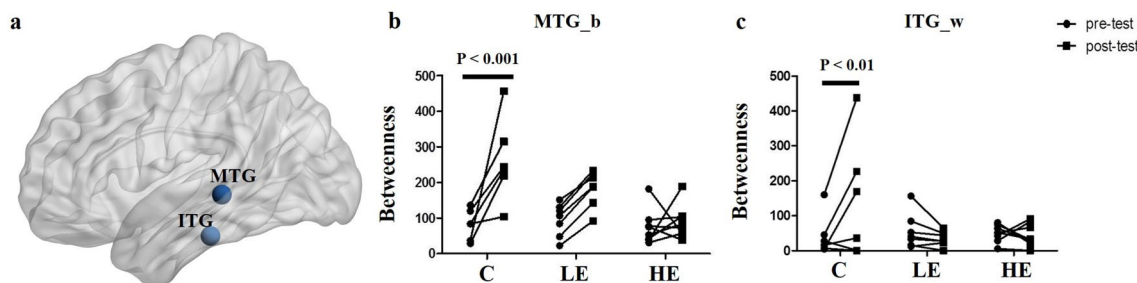 a
MTG
ITG
b
MTG_b
P < 0.001
Betweenness
500
400
300
200
100
0
C
LE
HE
c
ITG_w
P < 0.01
Betweenness
500
400
300
200
100
0
C
LE
HE
pre-test
post-test